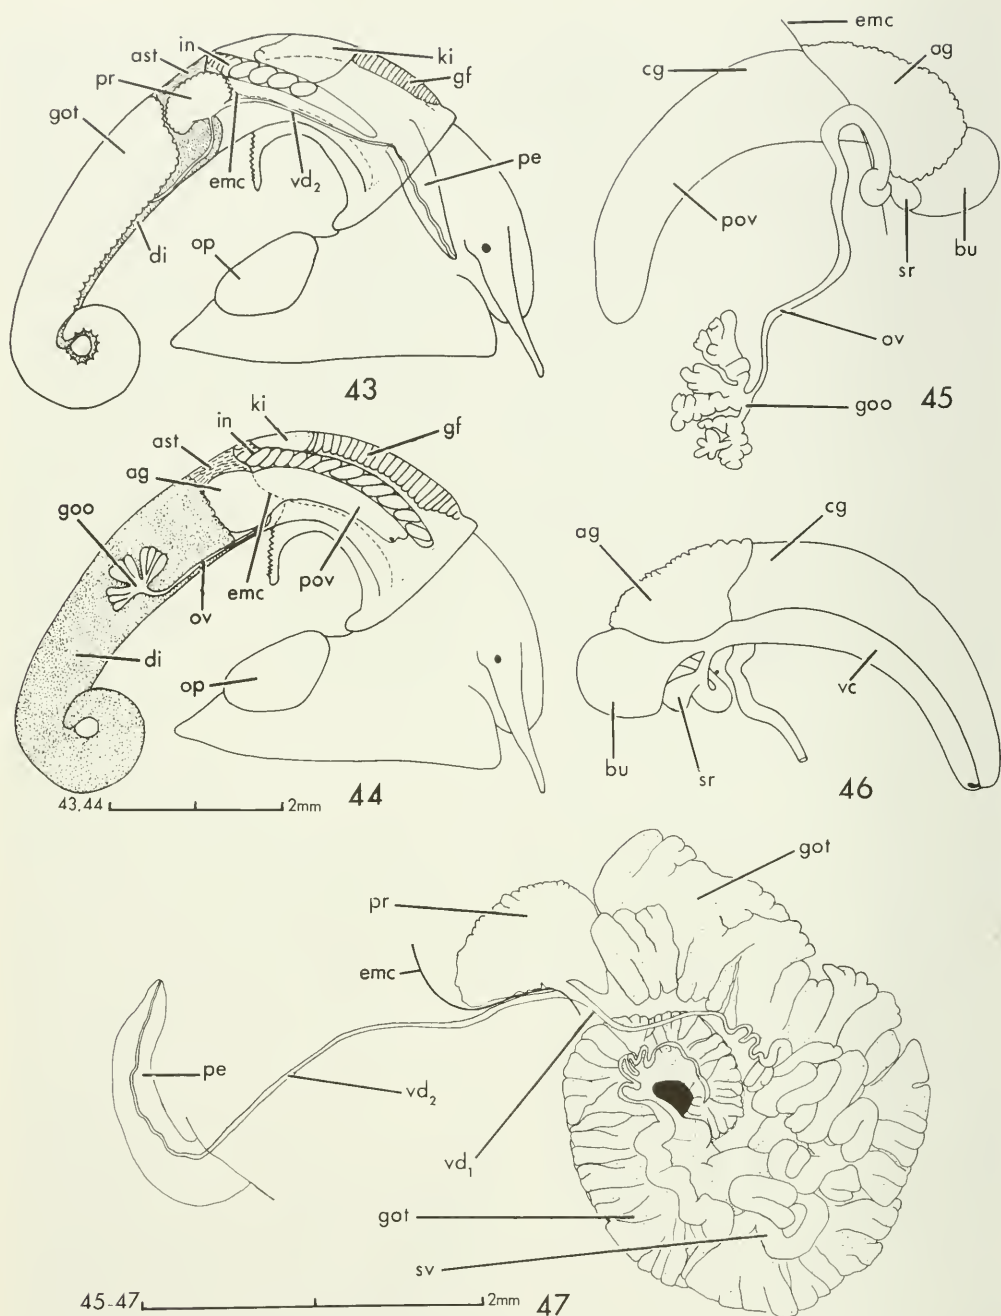 in
ki
ast
gf
pr
got
pe
emc
vd2
di
op
43
emc
ag
cg
pov
sr
bu
ov
goo
45
ki
in
gf
ast
ag
goo
emc
pov
ov
di
op
43,44 2mm
44
cg
ag
vc
bu
sr
46
got
pr
emc
pe
vd2
vd1
got
sv
45-47 2mm
47